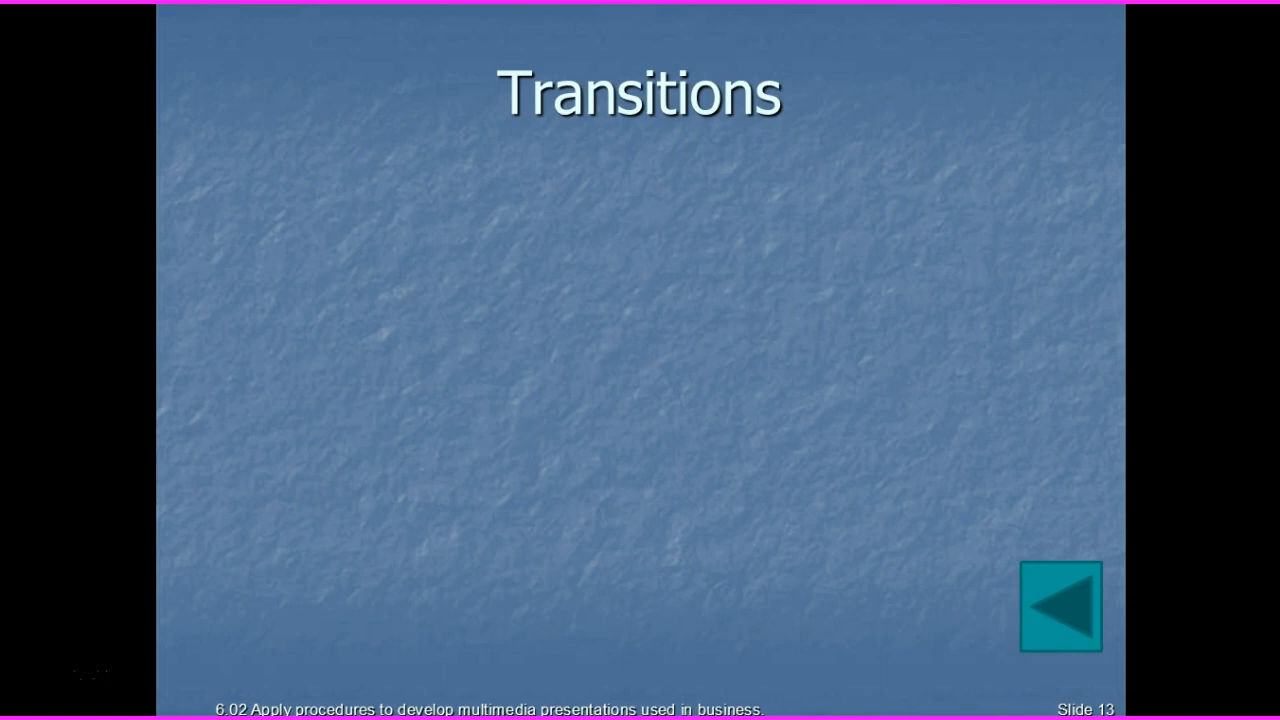 Transitions
6.02 Apply procedures to develop multimedia presentations used in business.
Slide 13